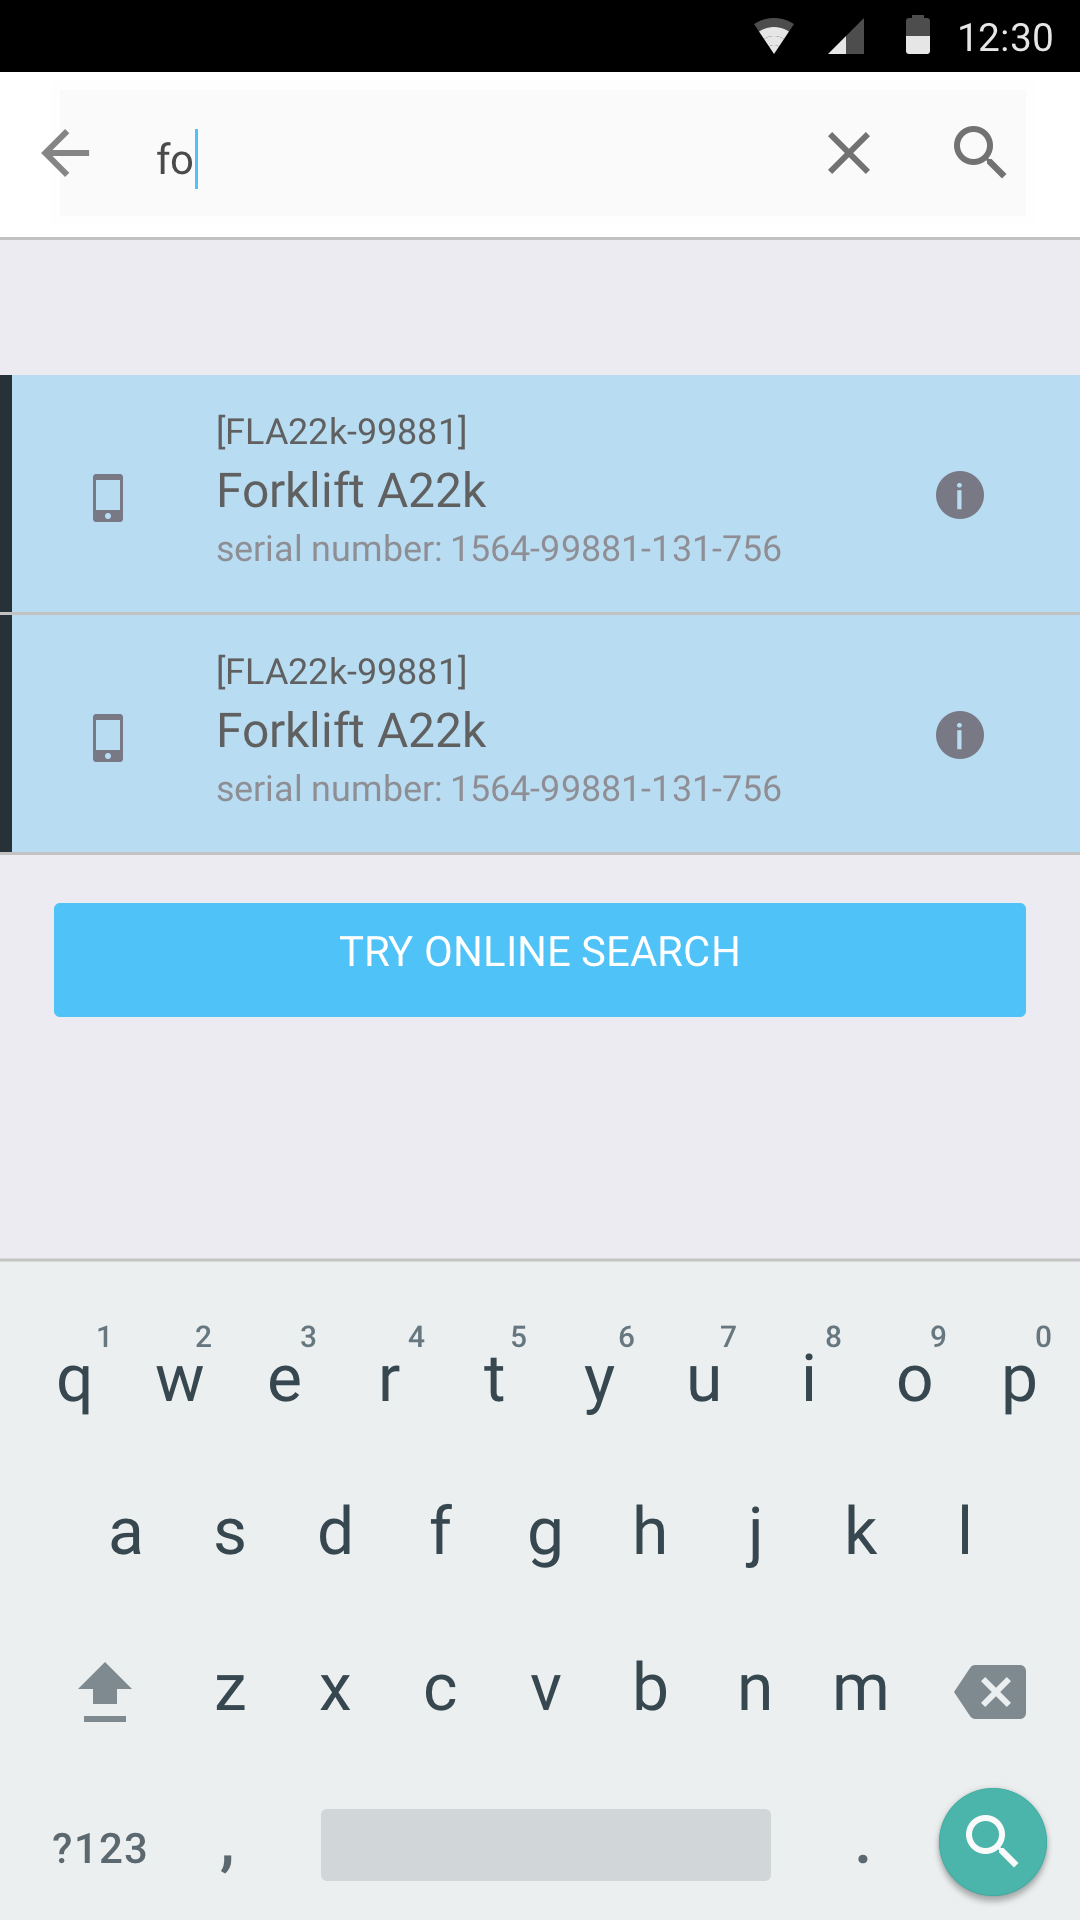 12:30
fo
[FLA22k-99881]
Forklift A22k
serial number: 1564-99881-131-756
[FLA22k-99881]
Forklift A22k
serial number: 1564-99881-131-756
TRY ONLINE SEARCH
1 2 3 4 5 6 7 8 9 0
q w e r t y u i o p
a s d f g h j k l
z x c v b n m
?123 , .